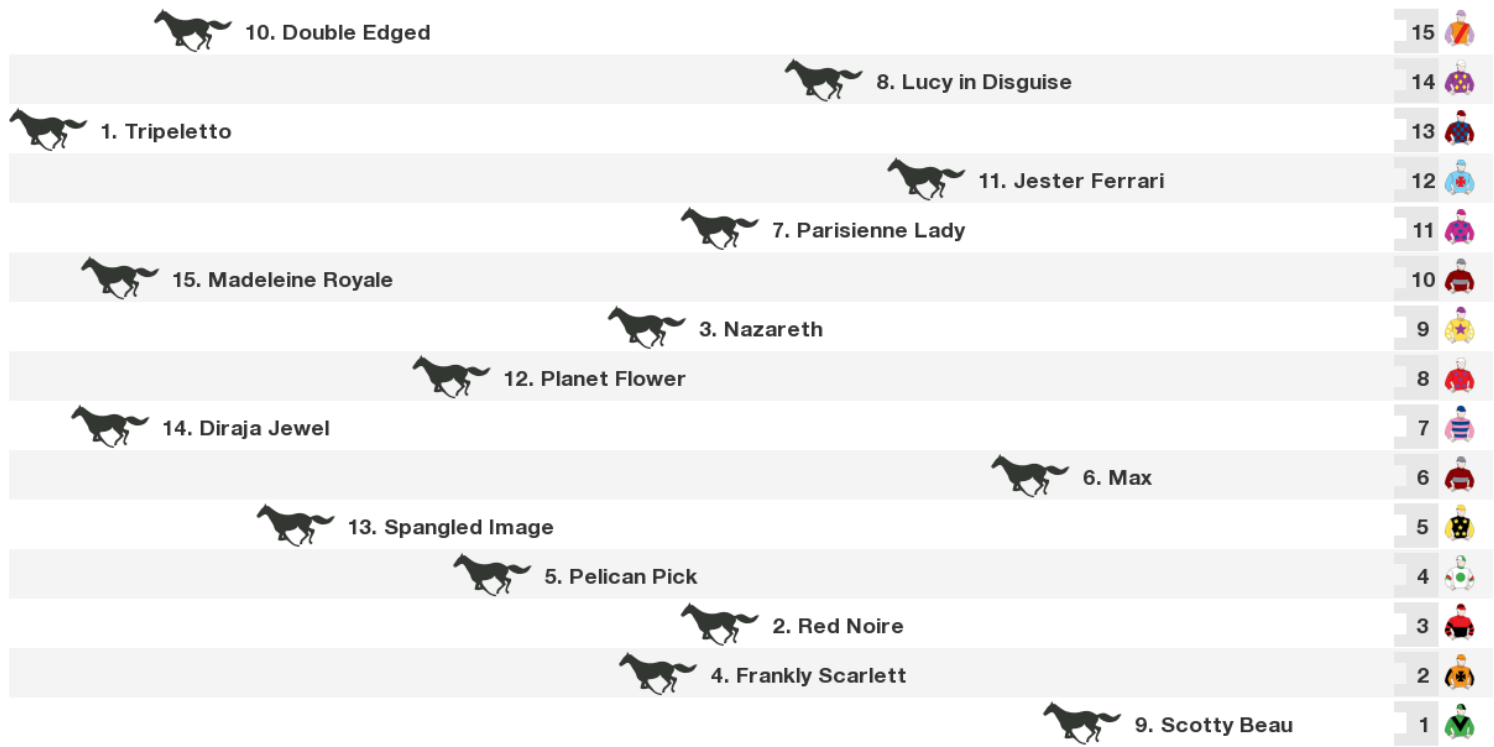 10. Double Edged 15
8. Lucy in Disguise 14
1. Tripeletto 13
11. Jester Ferrari 12
7. Parisienne Lady 11
15. Madeleine Royale 10
3. Nazareth 9
12. Planet Flower 8
14. Diraja Jewel 7
6. Max 6
13. Spangled Image 5
5. Pelican Pick 4
2. Red Noire 3
4. Frankly Scarlett 2
9. Scotty Beau 1